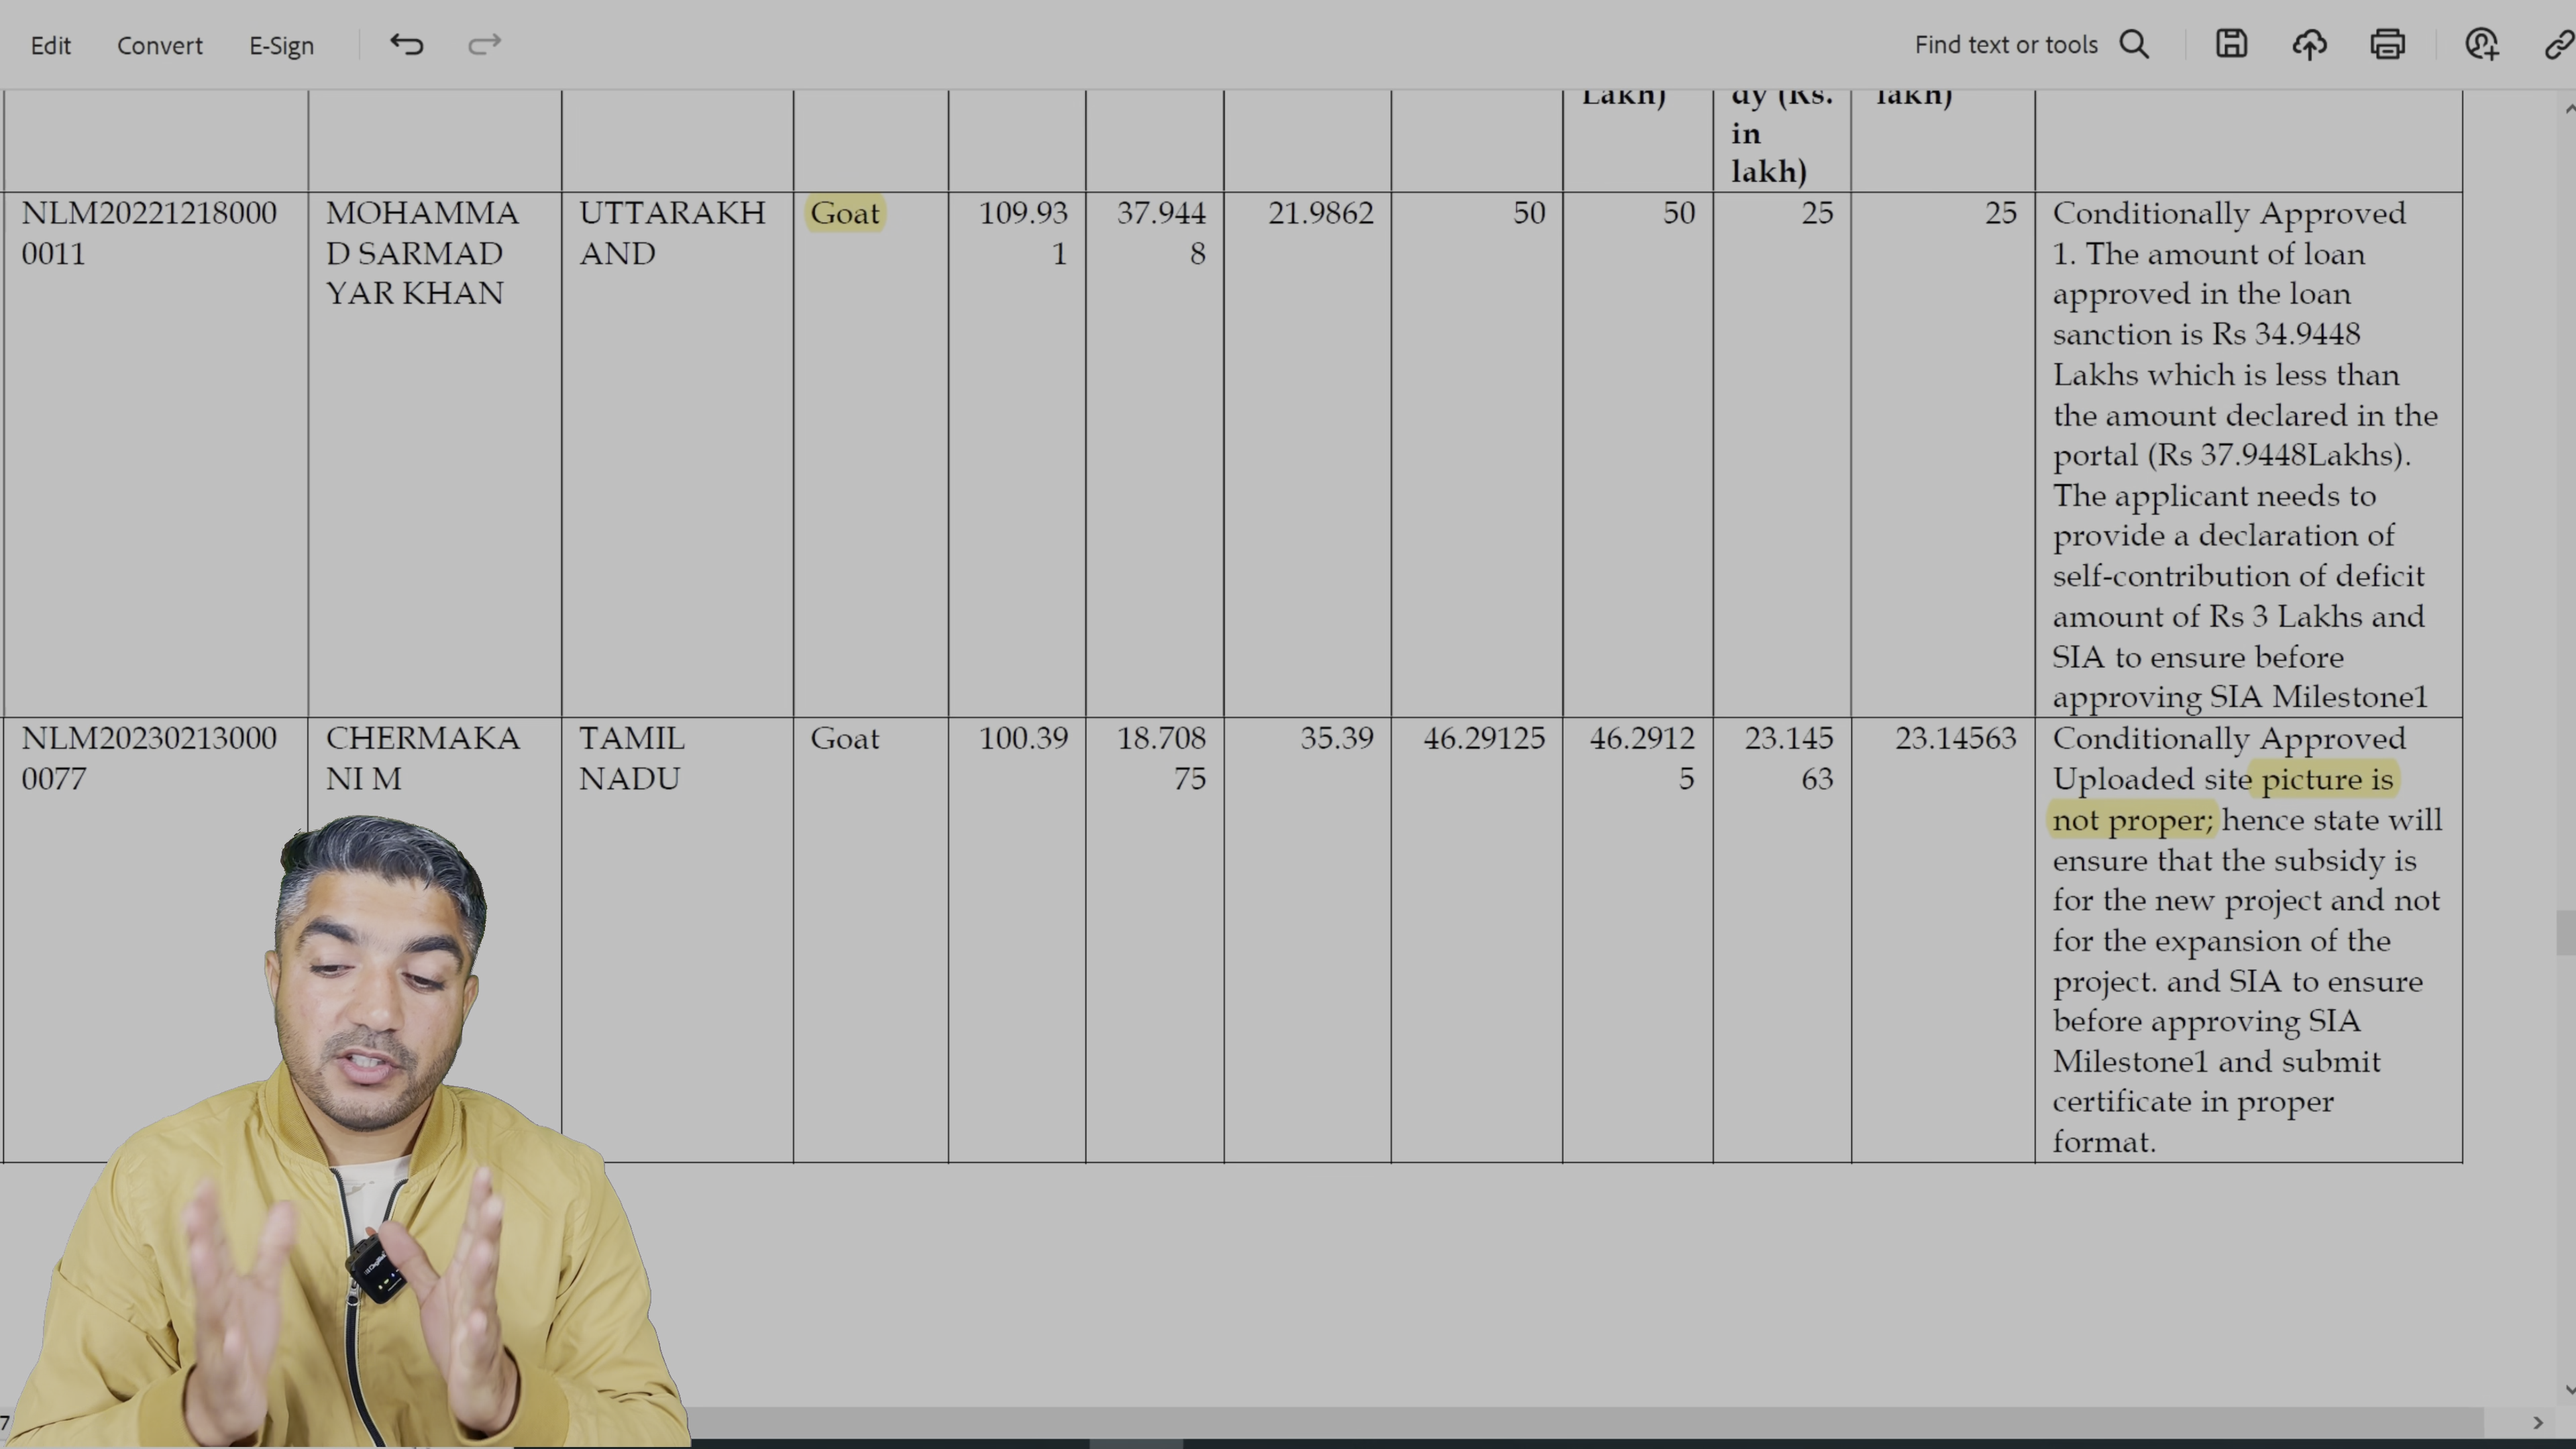 Edit Convert E-Sign Find text or tools
Lakh) dy (Rs. lakh)
in
lakh)
NLM20221218000 MOHAMMA UTTARAKH Goat 109.93 37.944 21.9862 50 50 25 25 Conditionally Approved
0011 D SARMAD AND 1 8 1. The amount of loan
YAR KHAN approved in the loan
sanction is Rs 34.9448
Lakhs which is less than
the amount declared in the
portal (Rs 37.9448Lakhs).
The applicant needs to
provide a declaration of
self-contribution of deficit
amount of Rs 3 Lakhs and
SIA to ensure before
approving SIA Milestone1
NLM20230213000 CHERMAKA TAMIL Goat 100.39 18.708 35.39 46.29125 46.2912 23.145 23.14563 Conditionally Approved
0077 NI M NADU 75 5 63 Uploaded site picture is
not proper; hence state will
ensure that the subsidy is
for the new project and not
for the expansion of the
project. and SIA to ensure
before approving SIA
Milestone1 and submit
certificate in proper
format.
7